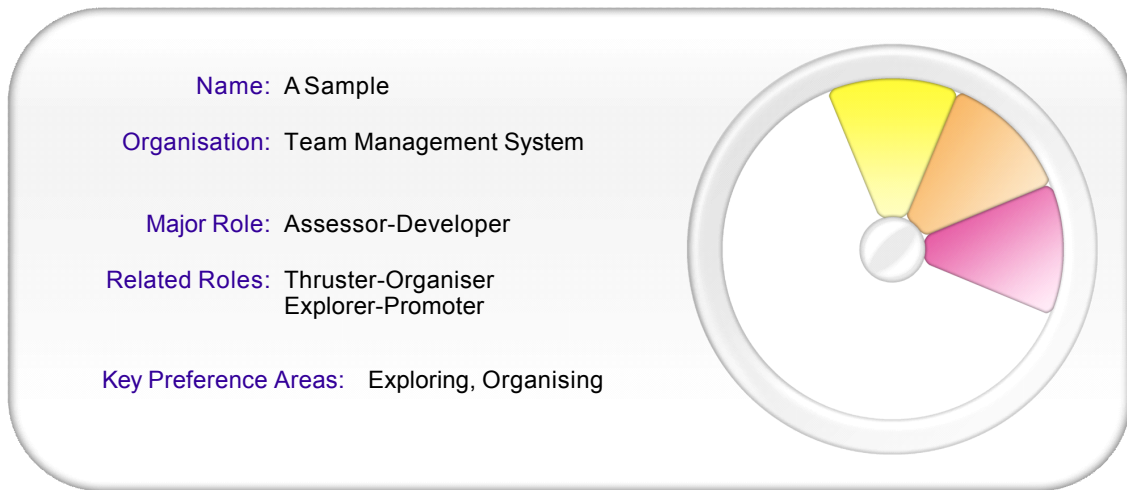 Name: A Sample
Organisation: Team Management System
Major Role: Assessor-Developer
Related Roles: Thruster-Organiser
Explorer-Promoter
Key Preference Areas: Exploring, Organising